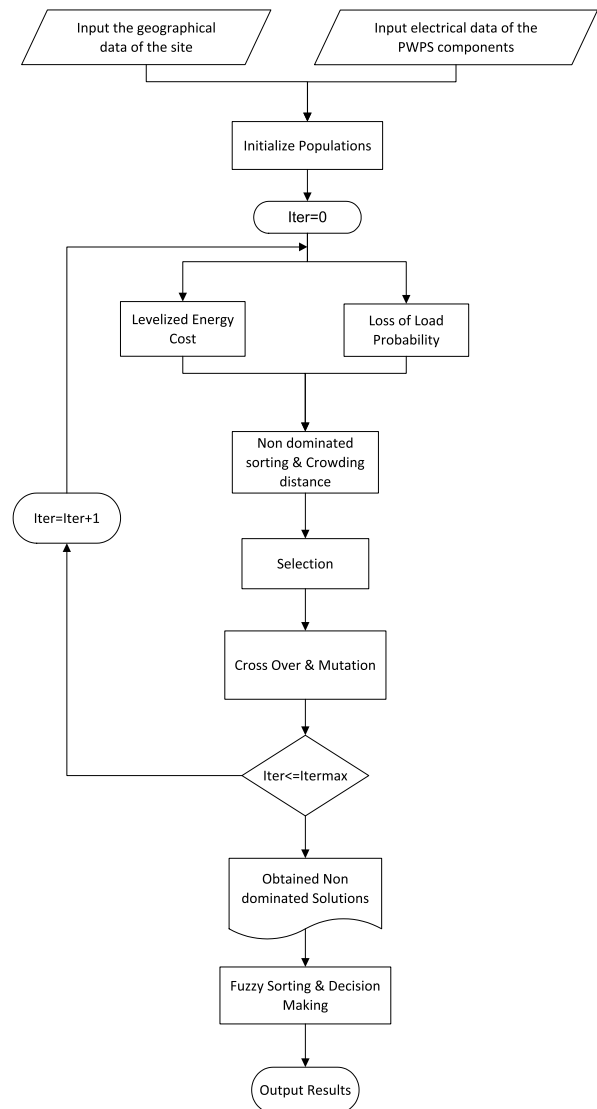 Input the geographical
data of the site
Input electrical data of the
PWPS components
Initialize Populations
Iter=0
Levelized Energy
Cost
Loss of Load
Probability
Non dominated
sorting & Crowding
distance
Iter=Iter+1
Selection
Cross Over & Mutation
Iter<=Itermax
Obtained Non
dominated Solutions
Fuzzy Sorting & Decision
Making
Output Results